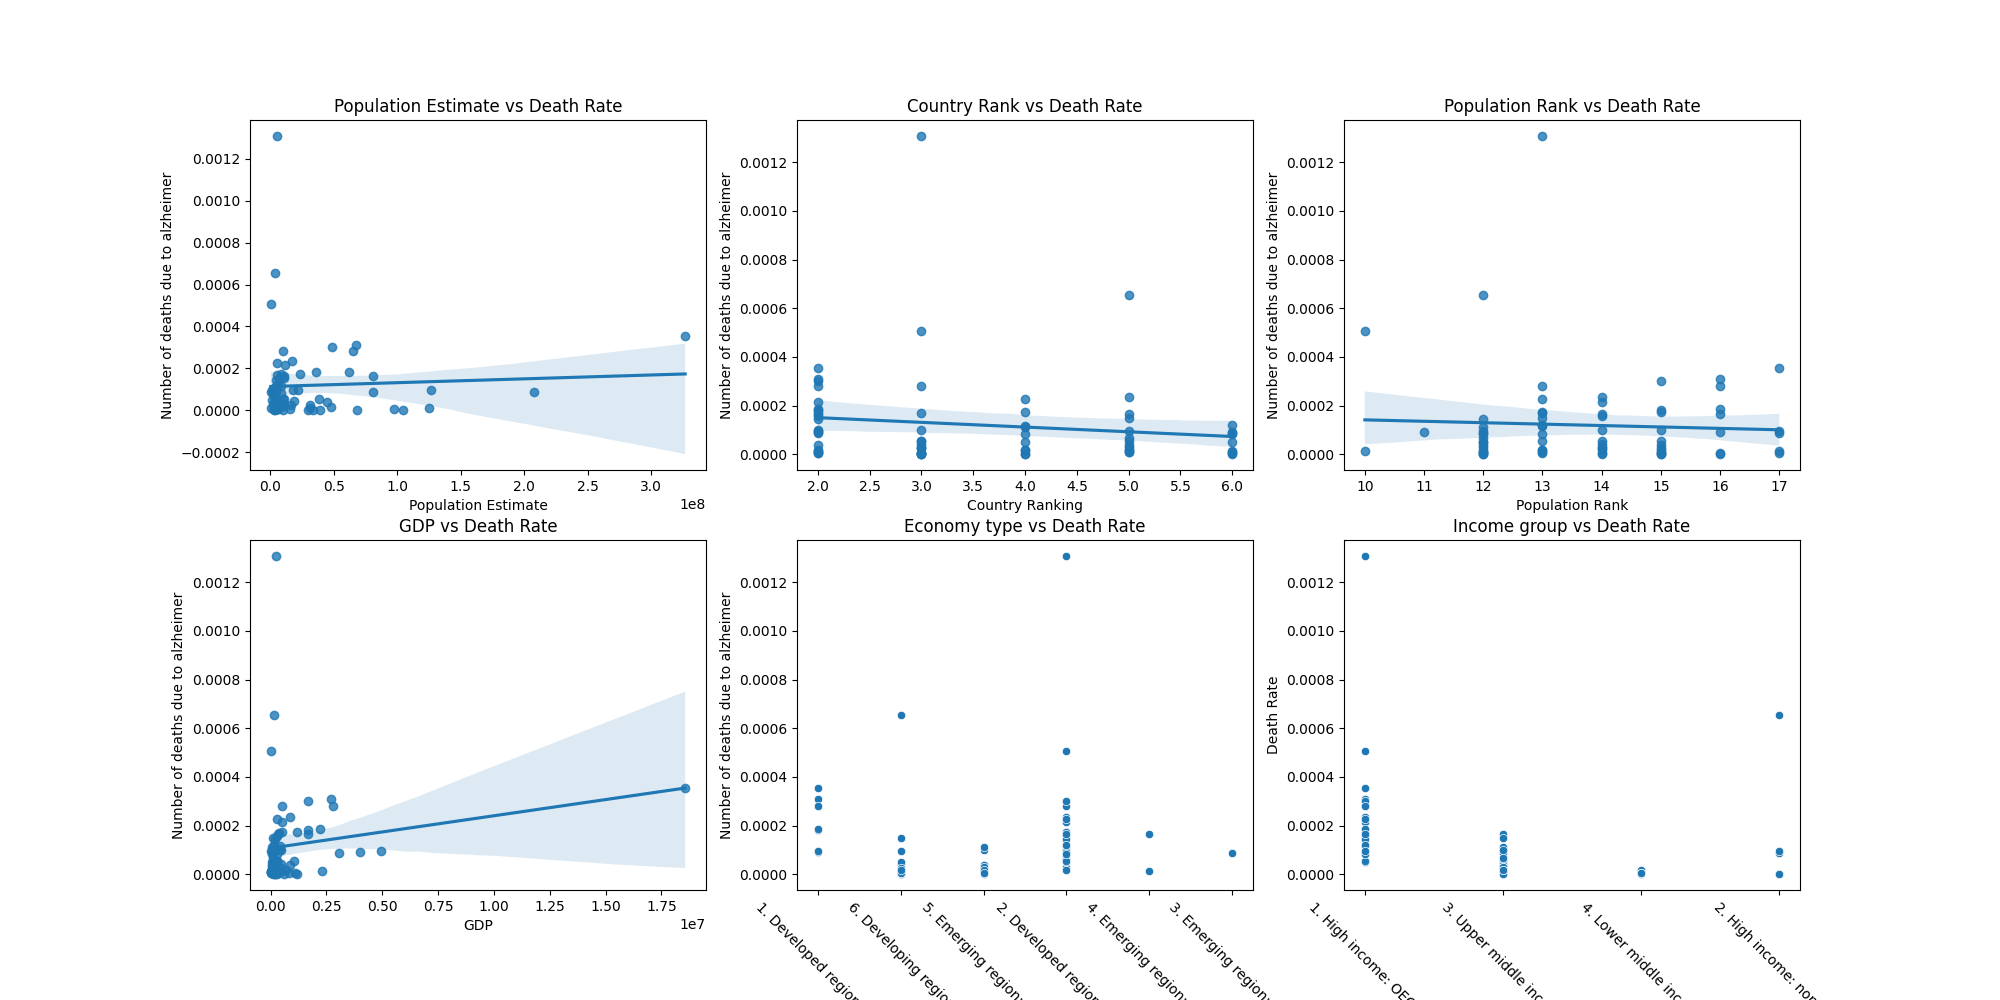 Population Estimate vs Death Rate
Number of deaths due to alzheimer
0.0012
0.0010
0.0008
0.0006
0.0004
0.0002
0.0000
−0.0002
0.0 0.5 1.0 1.5 2.0 2.5 3.0
1e8
Population Estimate
Country Rank vs Death Rate
Number of deaths due to alzheimer
0.0012
0.0010
0.0008
0.0006
0.0004
0.0002
0.0000
2.0 2.5 3.0 3.5 4.0 4.5 5.0 5.5 6.0
Country Ranking
Population Rank vs Death Rate
Number of deaths due to alzheimer
0.0012
0.0010
0.0008
0.0006
0.0004
0.0002
0.0000
10 11 12 13 14 15 16 17
Population Rank
GDP vs Death Rate
Number of deaths due to alzheimer
0.0012
0.0010
0.0008
0.0006
0.0004
0.0002
0.0000
0.00 0.25 0.50 0.75 1.00 1.25 1.50 1.75
1e7
GDP
Economy type vs Death Rate
Number of deaths due to alzheimer
0.0012
0.0010
0.0008
0.0006
0.0004
0.0002
0.0000
1. Developed region
6. Developing regio
5. Emerging region:
2. Developed region
4. Emerging region:
3. Emerging region:
Income group vs Death Rate
Death Rate
0.0012
0.0010
0.0008
0.0006
0.0004
0.0002
0.0000
1. High income: OEC
3. Upper middle inc
4. Lower middle inc
2. High income: non